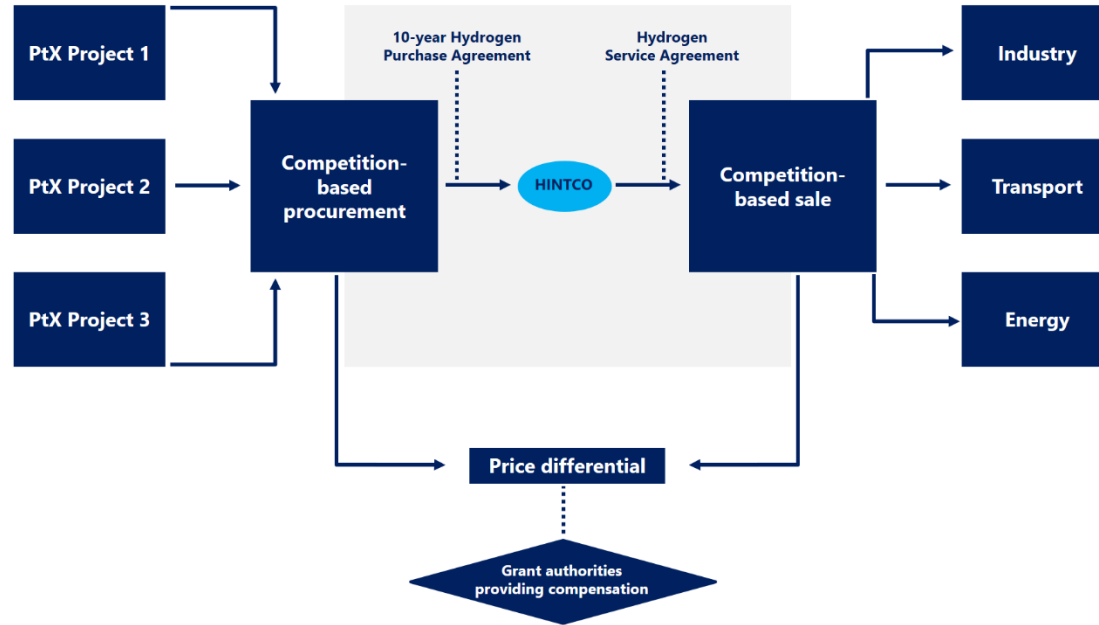 PtX Project 1
PtX Project 2
PtX Project 3
Competition-
based
procurement
10-year Hydrogen
Purchase Agreement
HINTCO
Hydrogen
Service Agreement
Competition-
based sale
Industry
Transport
Energy
Price differential
Grant authorities
providing compensation